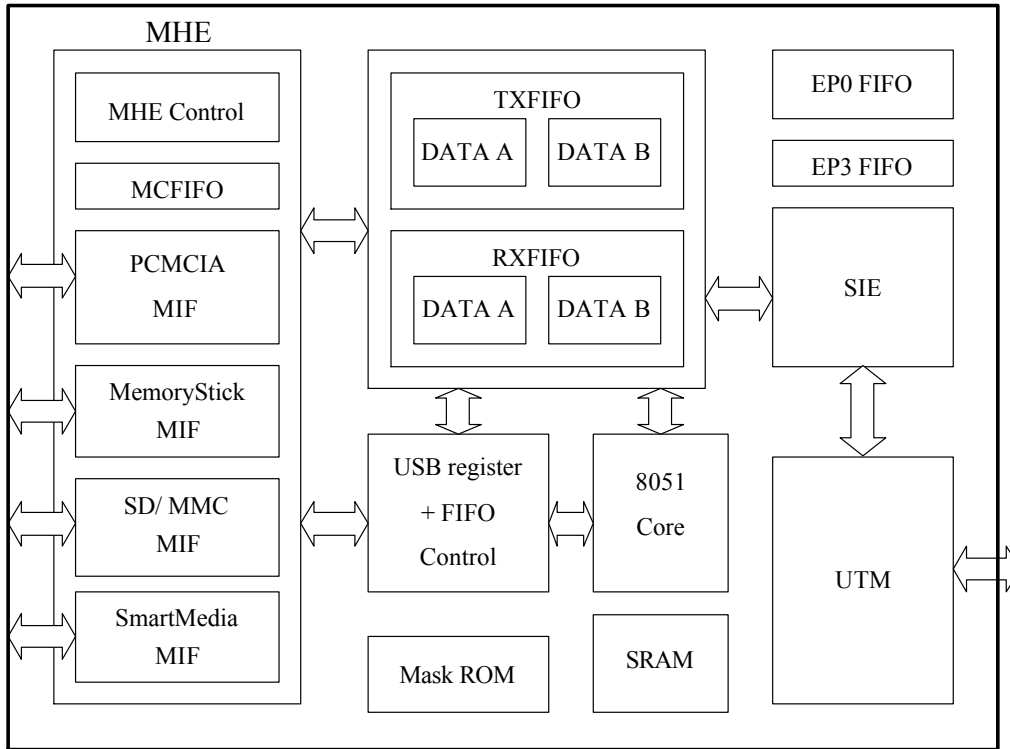 MHE
MHE Control
MCFIFO
PCMCIA
MIF
MemoryStick
MIF
SD/ MMC
MIF
SmartMedia
MIF
TXFIFO
DATA A
DATA B
RXFIFO
DATA A
DATA B
USB register
+ FIFO
Control
8051
Core
Mask ROM
SRAM
EP0 FIFO
EP3 FIFO
SIE
UTM